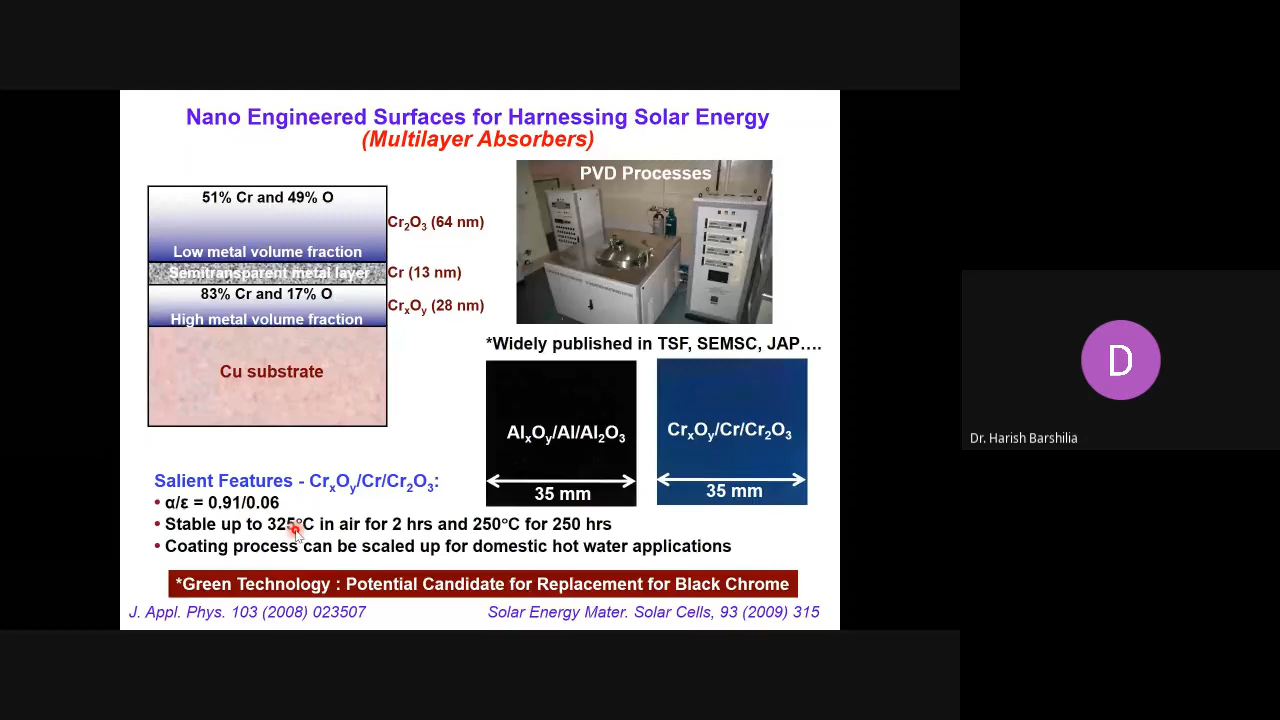 Nano Engineered Surfaces for Harnessing Solar Energy
(Multilayer Absorbers)
51% Cr and 49% O
Low metal volume fraction
Semitransparent metal layer
83% Cr and 17% O
High metal volume fraction
Cu substrate
Cr₂O₃ (64 nm)
Cr (13 nm)
CrₓOᵧ (28 nm)
PVD Processes
*Widely published in TSF, SEMSC, JAP….
AlₓOᵧ/Al/Al₂O₃
35 mm
CrₓOᵧ/Cr/Cr₂O₃
35 mm
Salient Features - CrₓOᵧ/Cr/Cr₂O₃:
• α/ε = 0.91/0.06
• Stable up to 325°C in air for 2 hrs and 250°C for 250 hrs
• Coating process can be scaled up for domestic hot water applications
*Green Technology : Potential Candidate for Replacement for Black Chrome
J. Appl. Phys. 103 (2008) 023507
Solar Energy Mater. Solar Cells, 93 (2009) 315
D
Dr. Harish Barshilia